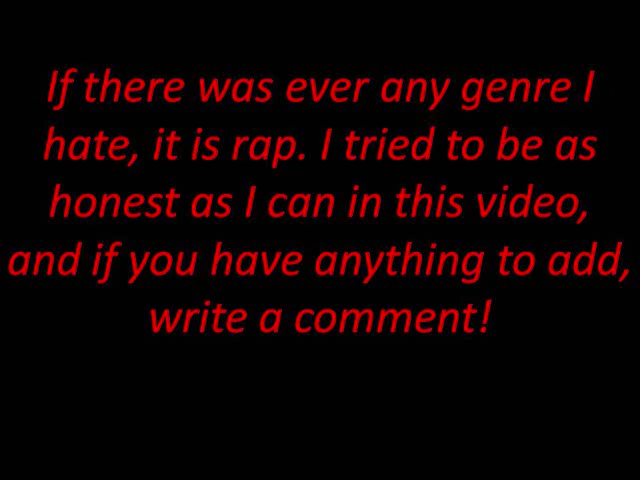 If there was ever any genre I
hate, it is rap. I tried to be as
honest as I can in this video,
and if you have anything to add,
write a comment!